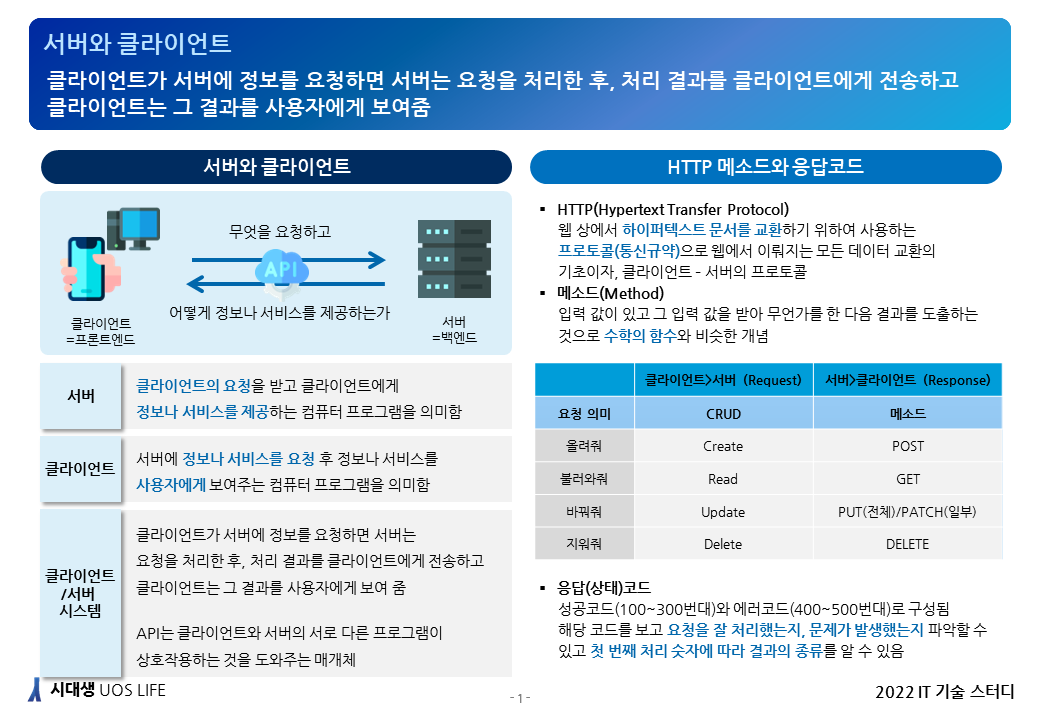 서버와 클라이언트
클라이언트가 서버에 정보를 요청하면 서버는 요청을 처리한 후, 처리 결과를 클라이언트에게 전송하고
클라이언트는 그 결과를 사용자에게 보여줌
서버와 클라이언트
무엇을 요청하고
API
어떻게 정보나 서비스를 제공하는가
클라이언트
=프론트엔드
서버
=백엔드
서버
클라이언트의 요청을 받고 클라이언트에게
정보나 서비스를 제공하는 컴퓨터 프로그램을 의미함
클라이언트
서버에 정보나 서비스를 요청 후 정보나 서비스를
사용자에게 보여주는 컴퓨터 프로그램을 의미함
클라이언트
/서버
시스템
클라이언트가 서버에 정보를 요청하면 서버는
요청을 처리한 후, 처리 결과를 클라이언트에게 전송하고
클라이언트는 그 결과를 사용자에게 보여 줌
API는 클라이언트와 서버의 서로 다른 프로그램이
상호작용하는 것을 도와주는 매개체
HTTP 메소드와 응답코드
▪ HTTP(Hypertext Transfer Protocol)
웹 상에서 하이퍼텍스트 문서를 교환하기 위하여 사용하는
프로토콜(통신규약)으로 웹에서 이뤄지는 모든 데이터 교환의
기초이자, 클라이언트 - 서버의 프로토콜
▪ 메소드(Method)
입력 값이 있고 그 입력 값을 받아 무언가를 한 다음 결과를 도출하는
것으로 수학의 함수와 비슷한 개념
클라이언트>서버 (Request) 서버>클라이언트 (Response)
요청 의미 CRUD 메소드
올려줘 Create POST
불러와줘 Read GET
바꿔줘 Update PUT(전체)/PATCH(일부)
지워줘 Delete DELETE
▪ 응답(상태)코드
성공코드(100~300번대)와 에러코드(400~500번대)로 구성됨
해당 코드를 보고 요청을 잘 처리했는지, 문제가 발생했는지 파악할 수
있고 첫 번째 처리 숫자에 따라 결과의 종류를 알 수 있음
시대생 UOS LIFE
- 1 -
2022 IT 기술 스터디